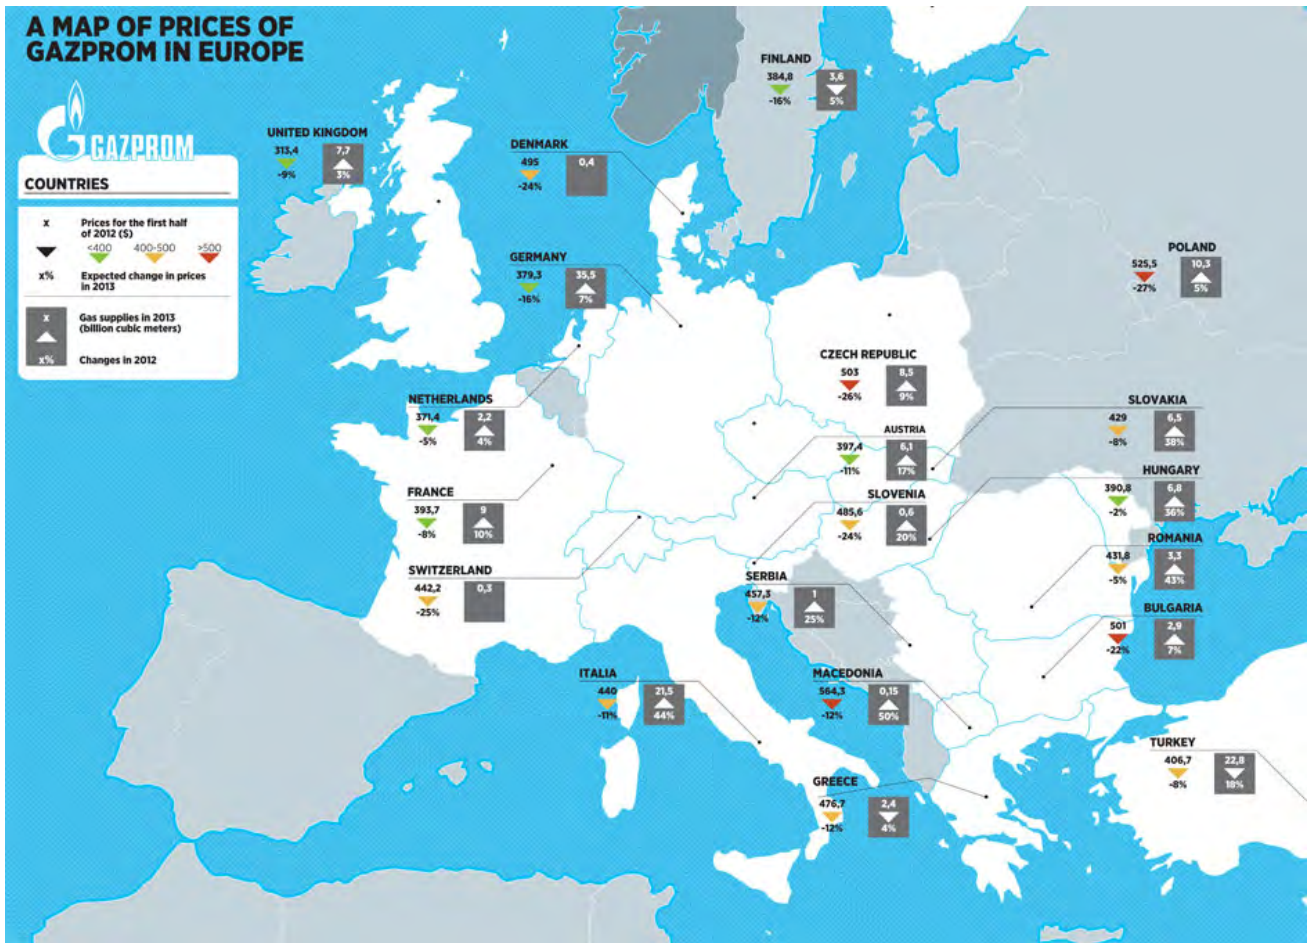 A MAP OF PRICES OF
GAZPROM IN EUROPE
GAZPROM
COUNTRIES
x Prices for the first half
of 2012 ($)
<400 400-500 >500
x% Expected change in prices
in 2013
x Gas supplies in 2013
(billion cubic meters)
x% Changes in 2012
FINLAND
384,8 3,6
-16% 5%
UNITED KINGDOM
313,4 7,7
-9% 3%
DENMARK
495 0,4
-24%
GERMANY
379,3 35,5
-16% 7%
POLAND
525,5 10,3
-27% 5%
CZECH REPUBLIC
503 8,5
-26% 9%
NETHERLANDS
371,4 2,2
-5% 4%
SLOVAKIA
429 6,5
-8% 38%
AUSTRIA
397,4 6,1
-11% 17%
HUNGARY
390,8 6,8
-2% 36%
FRANCE
393,7 9
-8% 10%
SLOVENIA
485,6 0,6
-24% 20%
ROMANIA
431,8 3,3
-5% 43%
SWITZERLAND
442,2 0,3
-25%
SERBIA
457,3 1
-12% 25%
BULGARIA
501 2,9
-22% 7%
ITALIA
440 21,5
-11% 44%
MACEDONIA
564,3 0,15
-12% 50%
TURKEY
406,7 22,8
-8% 18%
GREECE
476,7 2,4
-12% 4%